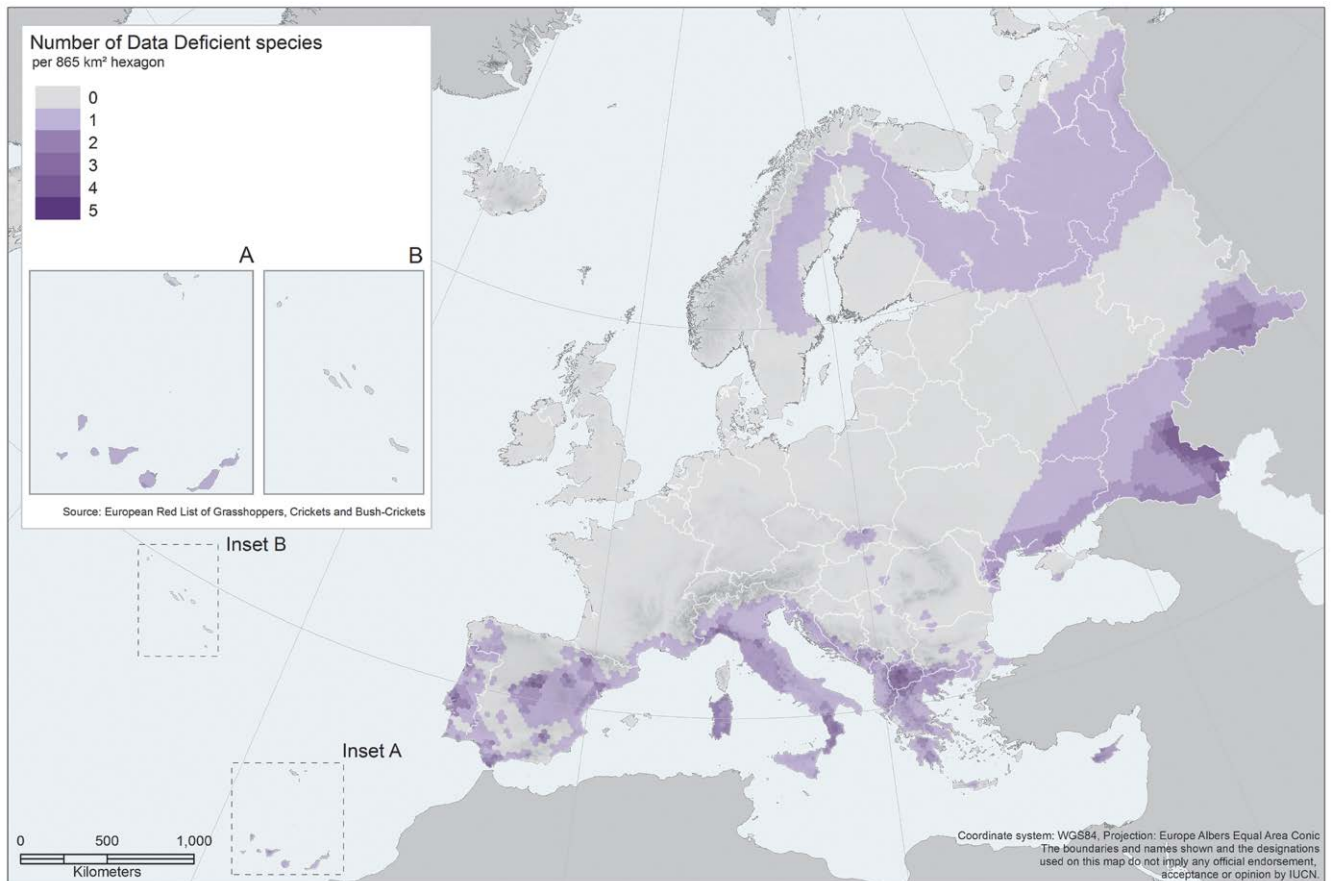 Number of Data Deficient species
per 865 km² hexagon
0
1
2
3
4
5
A
B
Source: European Red List of Grasshoppers, Crickets and Bush-Crickets
Inset B
Inset A
0 500 1,000
Kilometers
Coordinate system: WGS84, Projection: Europe Albers Equal Area Conic
The boundaries and names shown and the designations
used on this map do not imply any official endorsement,
acceptance or opinion by IUCN.